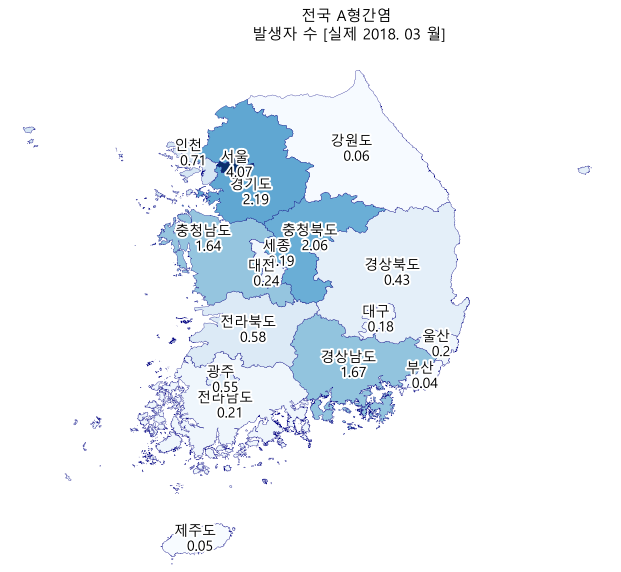 전국 A형간염
발생자 수 [실제 2018. 03 월]
강원도
0.06
인천
0.71
서울
4.07
경기도
2.19
충청남도
1.64
충청북도
2.06
세종
.19
대전
0.24
경상북도
0.43
대구
0.18
전라북도
0.58
울산
0.2
경상남도
1.67
부산
0.04
광주
0.55
전라남도
0.21
제주도
0.05